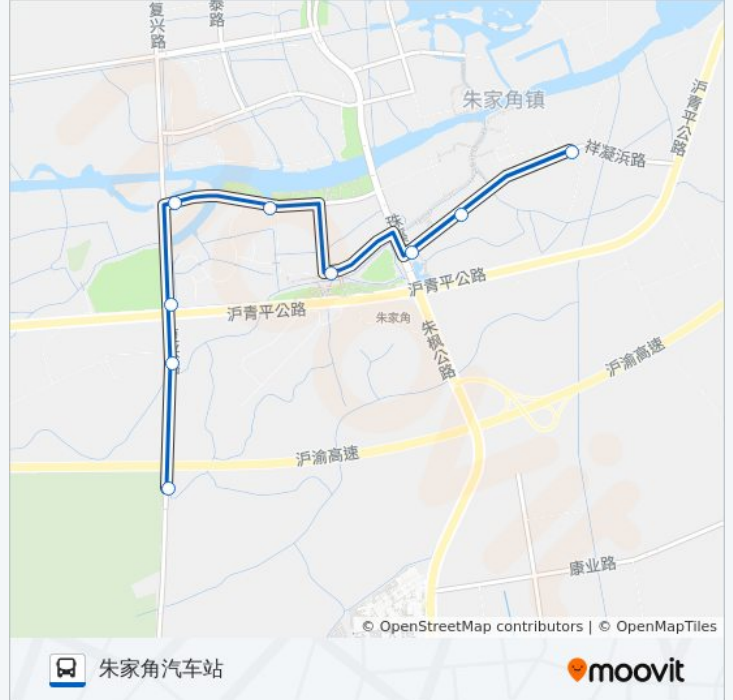 复兴路
泰路
沪青平公路
朱家角镇
祥凝浜路
珠
沪青平公路
沪青平公路
朱家角
朱枫公路
沪渝高速
沪渝高速
康业路
© OpenStreetMap contributors | © OpenMapTiles
朱家角汽车站
moovit